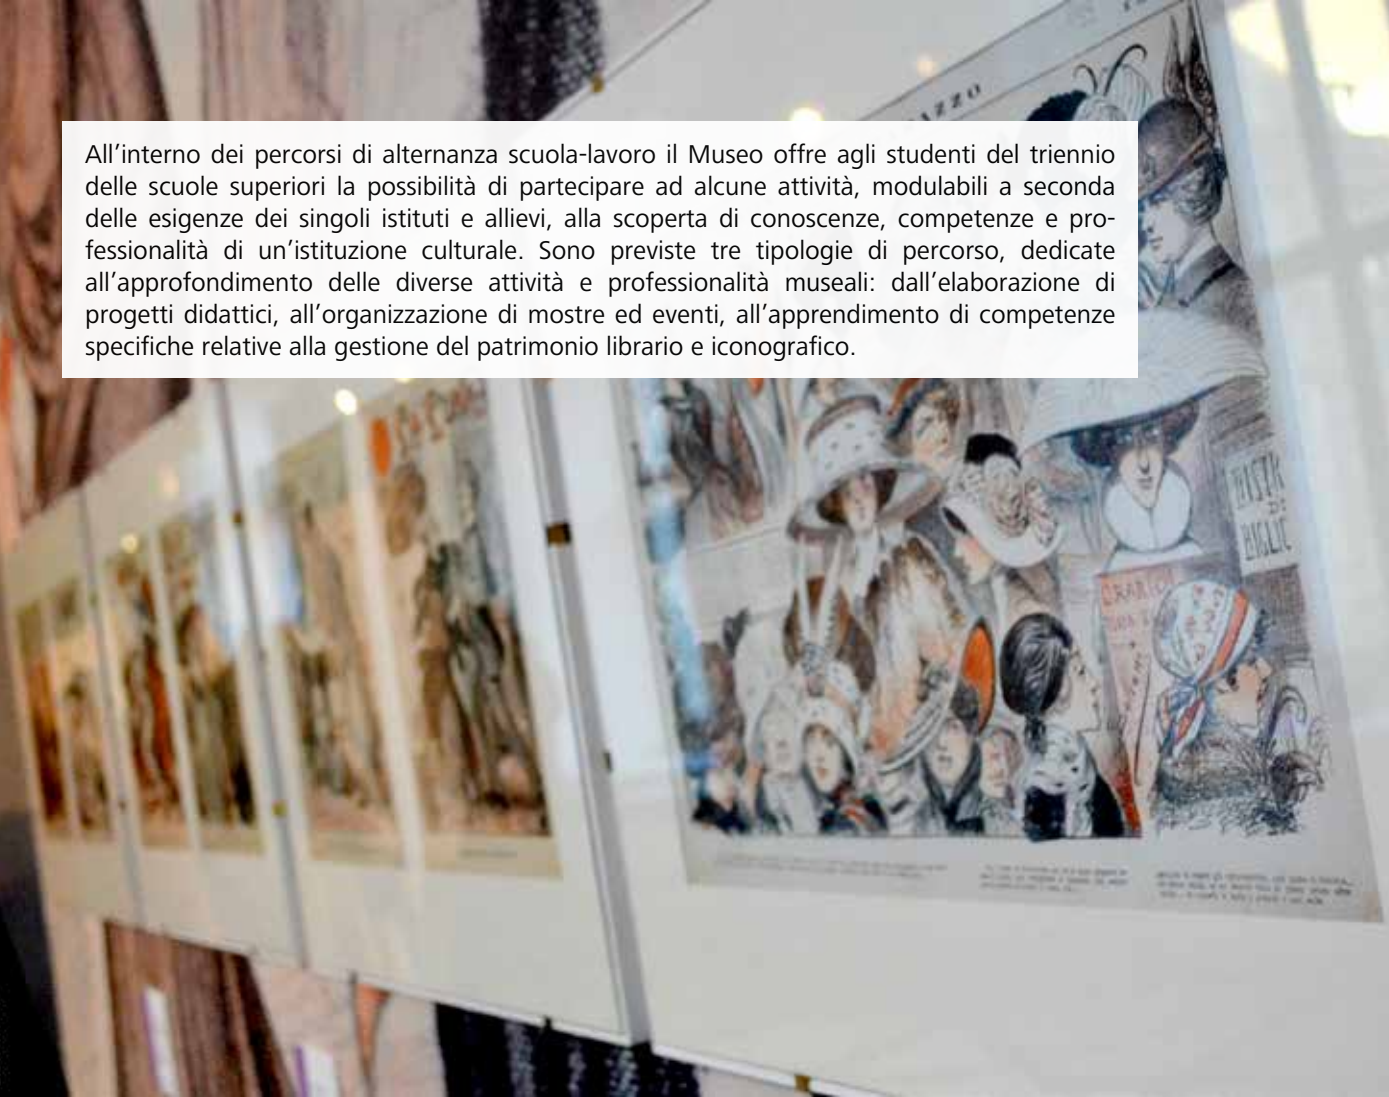 All'interno dei percorsi di alternanza scuola-lavoro il Museo offre agli studenti del triennio
delle scuole superiori la possibilità di partecipare ad alcune attività, modulabili a seconda
delle esigenze dei singoli istituti e allievi, alla scoperta di conoscenze, competenze e pro-
fessionalità di un'istituzione culturale. Sono previste tre tipologie di percorso, dedicate
all'approfondimento delle diverse attività e professionalità museali: dall'elaborazione di
progetti didattici, all'organizzazione di mostre ed eventi, all'apprendimento di competenze
specifiche relative alla gestione del patrimonio librario e iconografico.